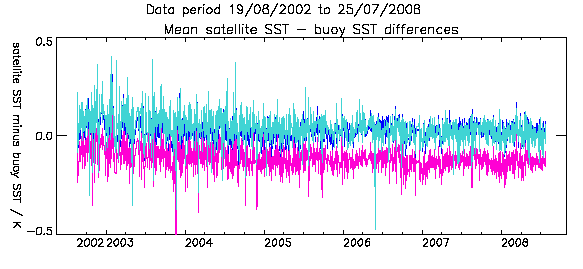 Data period 19/08/2002 to 25/07/2008
Mean satellite SST – buoy SST differences
0.5
satellite SST minus buoy SST / K
0.0
-0.5
2002 2003 2004 2005 2006 2007 2008